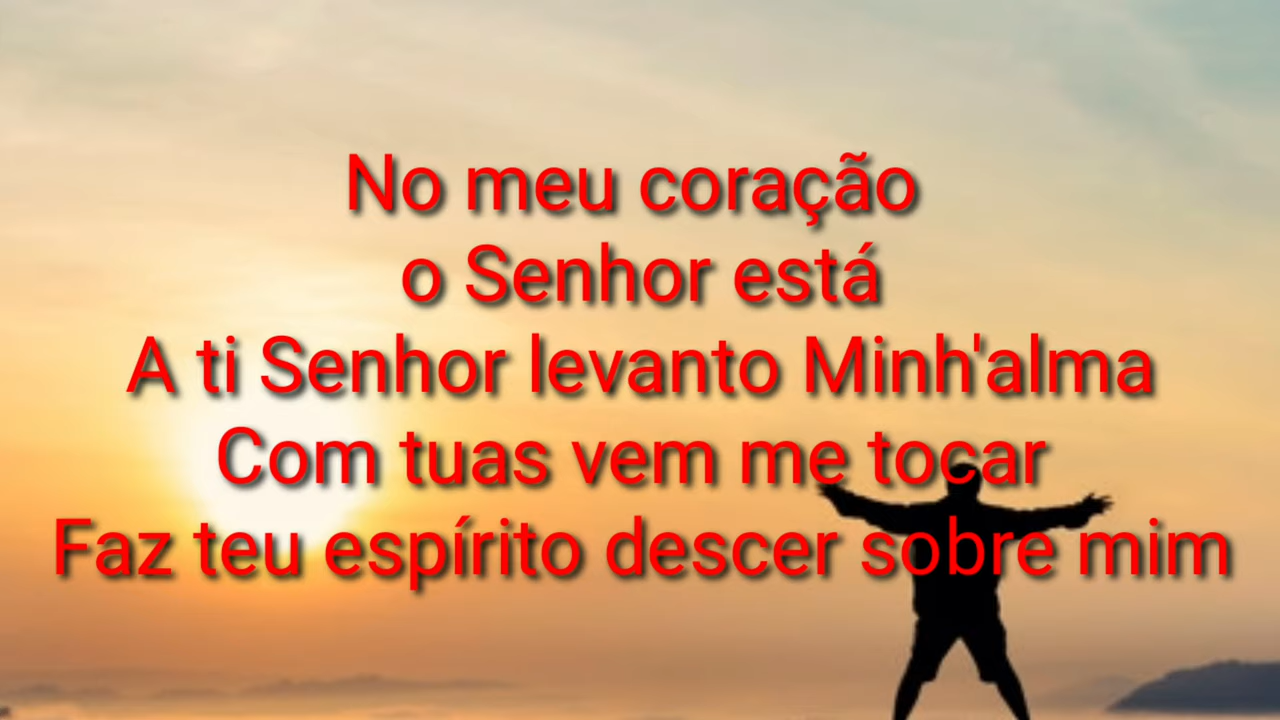 No meu coração
o Senhor está
A ti Senhor levanto Minh'alma
Com tuas vem me tocar
Faz teu espírito descer sobre mim